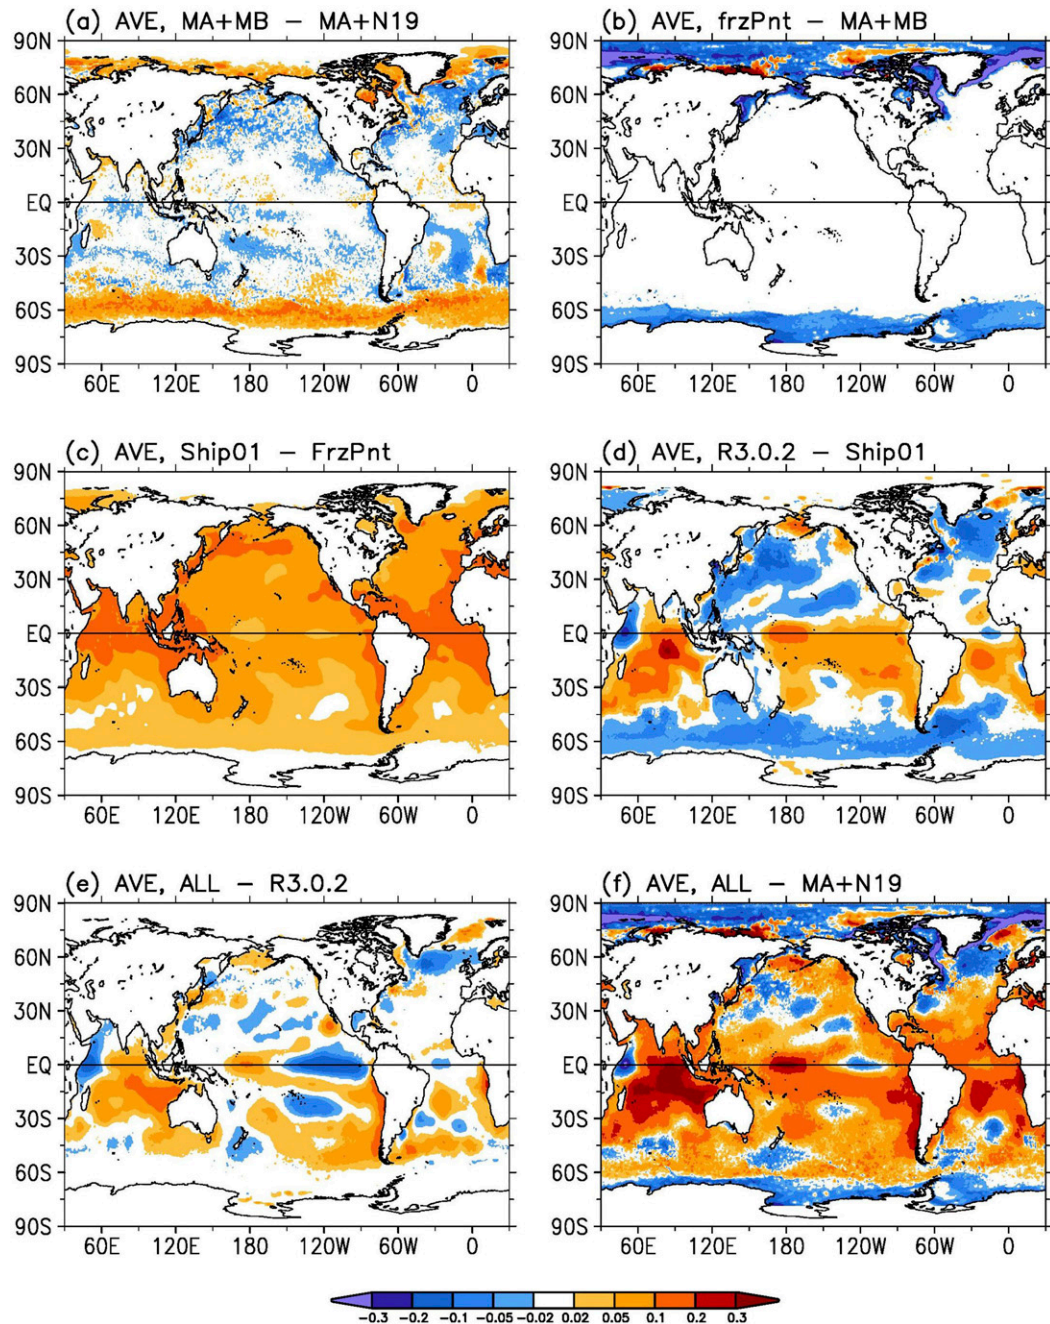 (a) AVE, MA+MB − MA+N19
(b) AVE, frzPnt − MA+MB
90N 60N 30N EQ 30S 60S 90S
60E 120E 180 120W 60W 0
90N 60N 30N EQ 30S 60S 90S
60E 120E 180 120W 60W 0
(c) AVE, Ship01 − FrzPnt
(d) AVE, R3.0.2 − Ship01
90N 60N 30N EQ 30S 60S 90S
60E 120E 180 120W 60W 0
90N 60N 30N EQ 30S 60S 90S
60E 120E 180 120W 60W 0
(e) AVE, ALL − R3.0.2
(f) AVE, ALL − MA+N19
90N 60N 30N EQ 30S 60S 90S
60E 120E 180 120W 60W 0
90N 60N 30N EQ 30S 60S 90S
60E 120E 180 120W 60W 0
−0.3 −0.2 −0.1 −0.05 −0.02 0.02 0.05 0.1 0.2 0.3